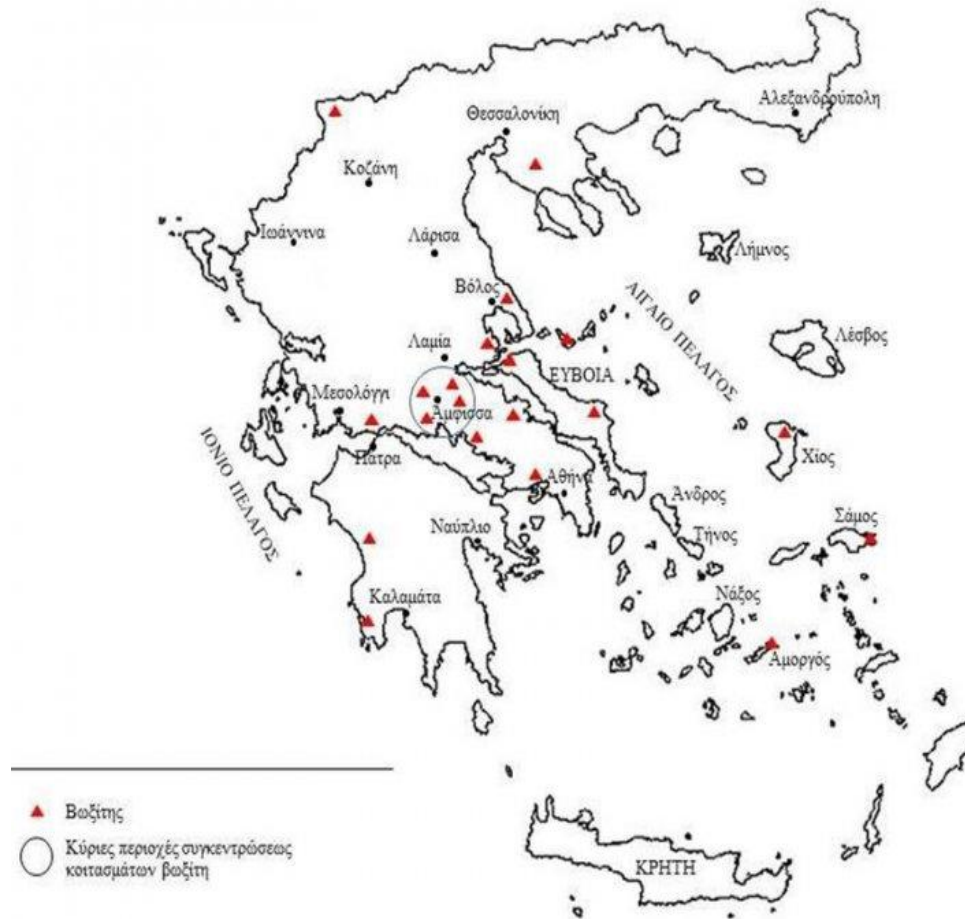 Αλεξανδρούπολη
Θεσσαλονίκη
Κοζάνη
Ιωάννινα
Λάρισα
Λήμνος
Βόλος
ΑΙΓΑΙΟ ΠΕΛΑΓΟΣ
Λέσβος
Λαμία
ΕΥΒΟΙΑ
Μεσολόγγι
Άμφισσα
ΙΟΝΙΟ ΠΕΛΑΓΟΣ
Πάτρα
Χίος
Αθήνα
Άνδρος
Σάμος
Ναύπλιο
Τήνος
Νάξος
Καλαμάτα
Αμοργός
Βωξίτης
Κύριες περιοχές συγκεντρώσεως
κοιτασμάτων βωξίτη
ΚΡΗΤΗ